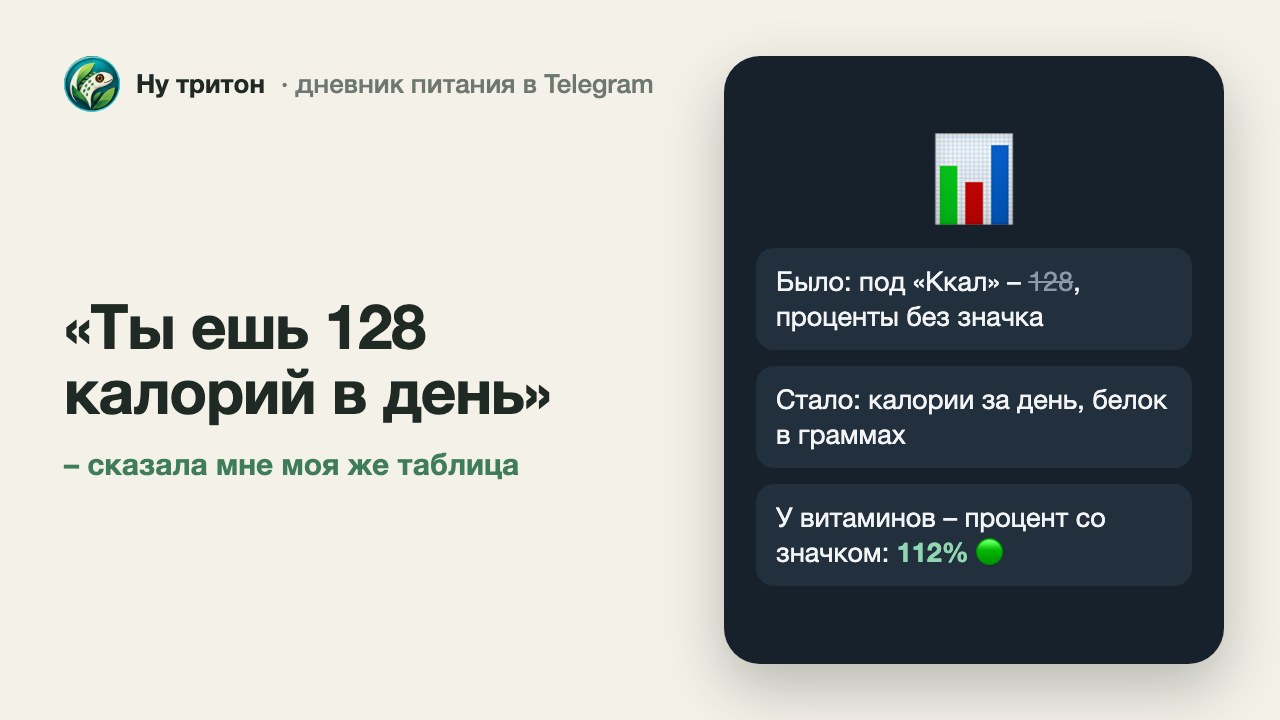 Ну тритон · дневник питания в Telegram
«Ты ешь 128
калорий в день»
– сказала мне моя же таблица
Было: под «Ккал» – 128,
проценты без значка
Стало: калории за день, белок
в граммах
У витаминов – процент со
значком: 112%